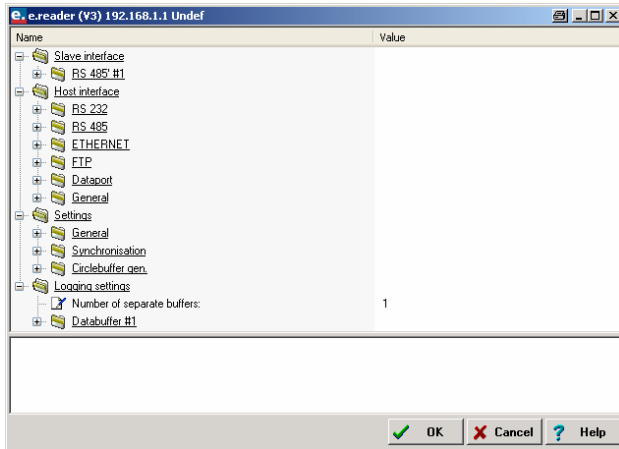 e. e.reader (V3) 192.168.1.1 Undef
Name Value
Slave interface
RS 485' #1
Host interface
RS 232
RS 485
ETHERNET
FTP
Dataport
General
Settings
General
Synchronisation
Circlebuffer gen.
Logging settings
Number of separate buffers: 1
Databuffer #1
OK Cancel ? Help